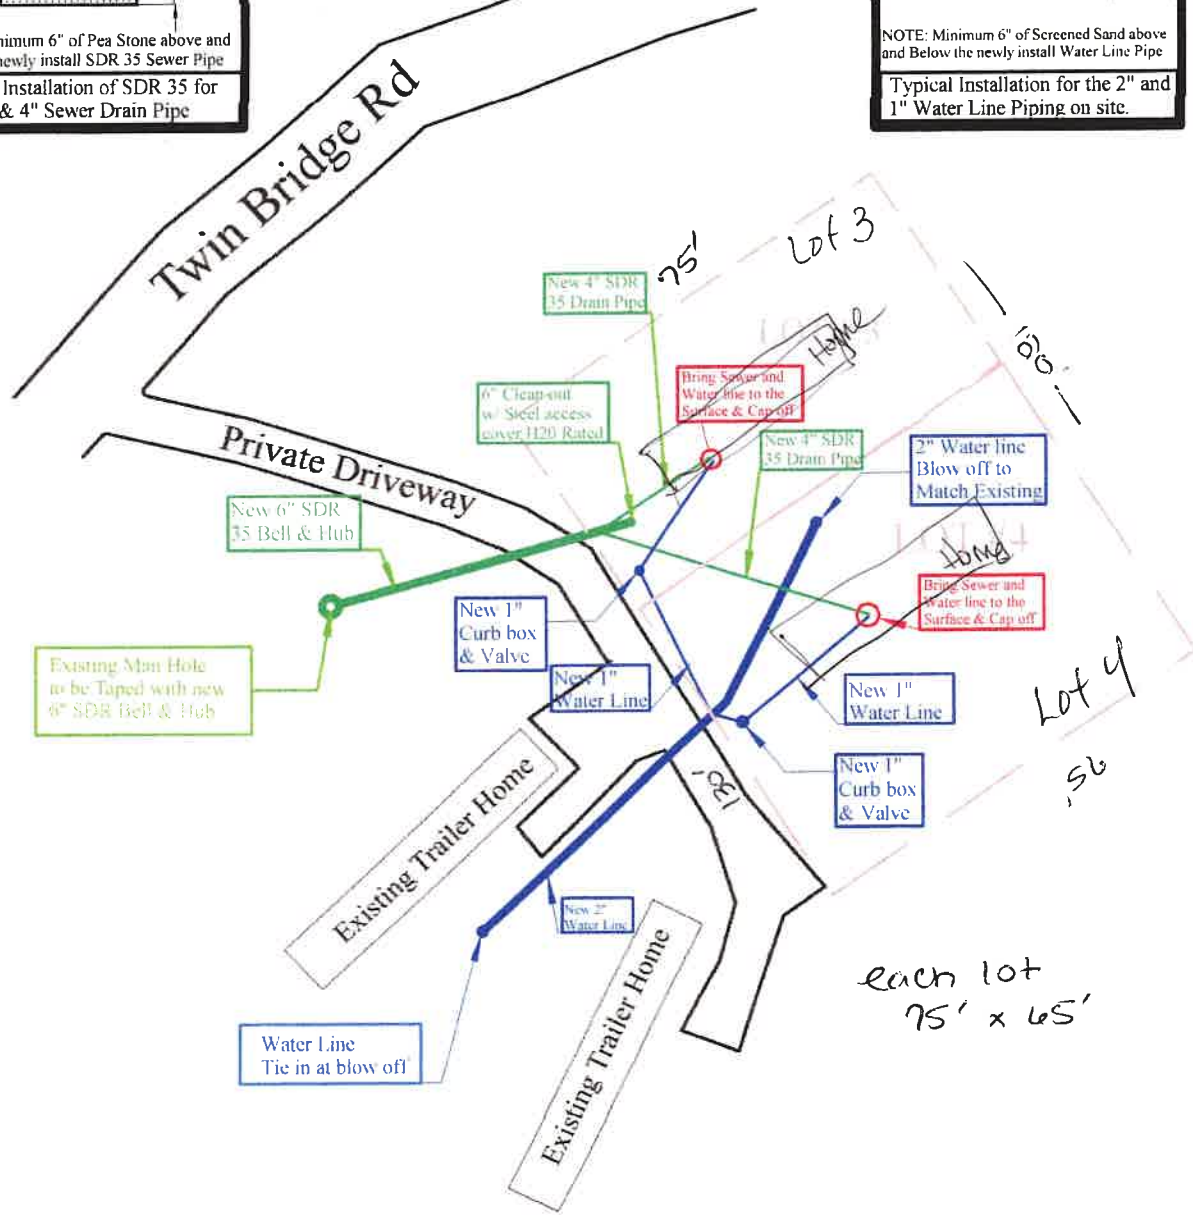 nimum 6" of Pea Stone above and
newly install SDR 35 Sewer Pipe
Installation of SDR 35 for
& 4" Sewer Drain Pipe
NOTE: Minimum 6" of Screened Sand above
and Below the newly install Water Line Pipe
Typical Installation for the 2" and
1" Water Line Piping on site.
Twin Bridge Rd
Lot 3
75'
New 4" SDR
35 Drain Pipe
Home
Bring Sewer and
Water line to the
Surface & Cap off
6" Clean-out
w/ Steel access
cover H20 Rated
New 4" SDR
35 Drain Pipe
2" Water line
Blow off to
Match Existing
Private Driveway
New 6" SDR
35 Bell & Hub
Home
Bring Sewer and
Water line to the
Surface & Cap off
New 1"
Curb box
& Valve
Existing Man Hole
to be Taped with new
6" SDR Bell & Hub
New 1"
Water Line
New 1"
Water Line
Lot 4
New 1"
Curb box
& Valve
130'
Existing Trailer Home
New 2"
Water Line
Existing Trailer Home
each lot
75' x 65'
Water Line
Tie in at blow off